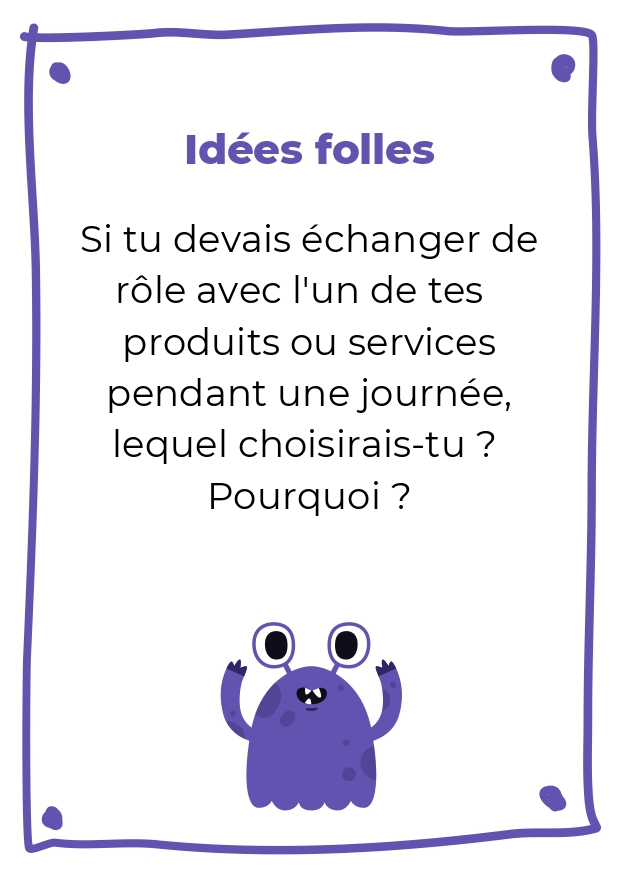 Idées folles
Si tu devais échanger de
rôle avec l'un de tes
produits ou services
pendant une journée,
lequel choisirais-tu ?
Pourquoi ?